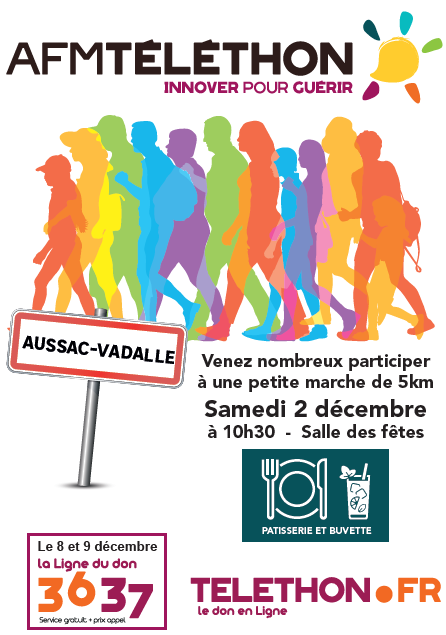 AFMTÉLÉTHON
INNOVER POUR GUÉRIR
AUSSAC-VADALLE
Venez nombreux participer
à une petite marche de 5km
Samedi 2 décembre
à 10h30 - Salle des fêtes
PATISSERIE ET BUVETTE
Le 8 et 9 décembre
la Ligne du don
3637
Service gratuit + prix appel
TELETHON.FR
le don en Ligne